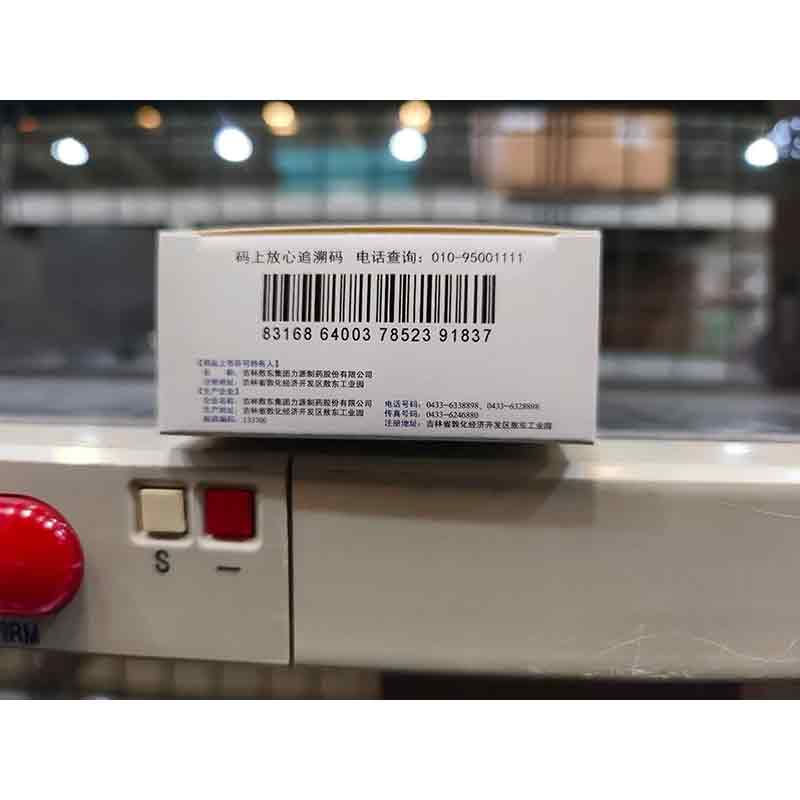 码上放心追溯码 电话查询：010-95001111
83168 64003 78523 91837
【药品上市许可持有人】
名 称：吉林敖东集团力源制药股份有限公司
注册地址：吉林省敦化经济开发区敖东工业园
【生产企业】
企业名称：吉林敖东集团力源制药股份有限公司
生产地址：吉林省敦化经济开发区敖东工业园
邮政编码：133700
电话号码：0433-6338898、0433-6328898
传真号码：0433-6246880
注册地址：吉林省敦化经济开发区敖东工业园
S